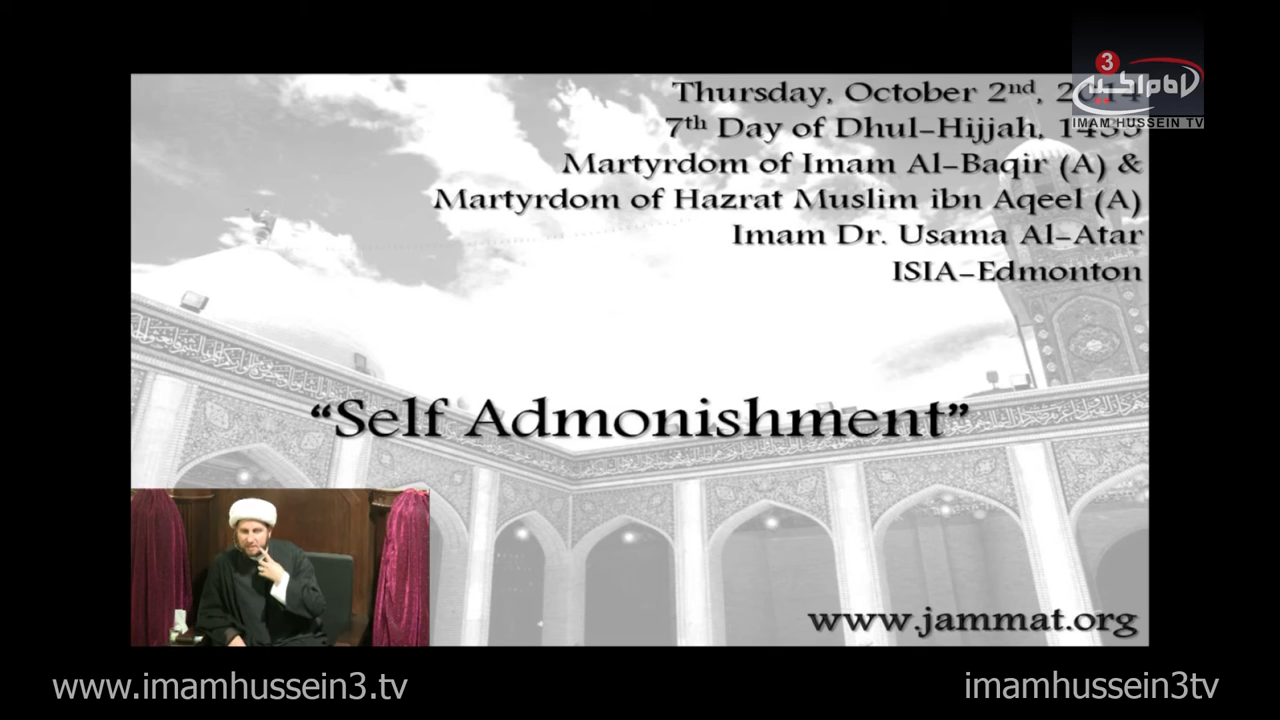 3
IMAM HUSSEIN TV
Thursday, October 2nd, 2014
7th Day of Dhul-Hijjah, 1435
Martyrdom of Imam Al-Baqir (A) &
Martyrdom of Hazrat Muslim ibn Aqeel (A)
Imam Dr. Usama Al-Atar
ISIA-Edmonton
“Self Admonishment”
www.jammat.org
www.imamhussein3.tv
imamhussein3tv